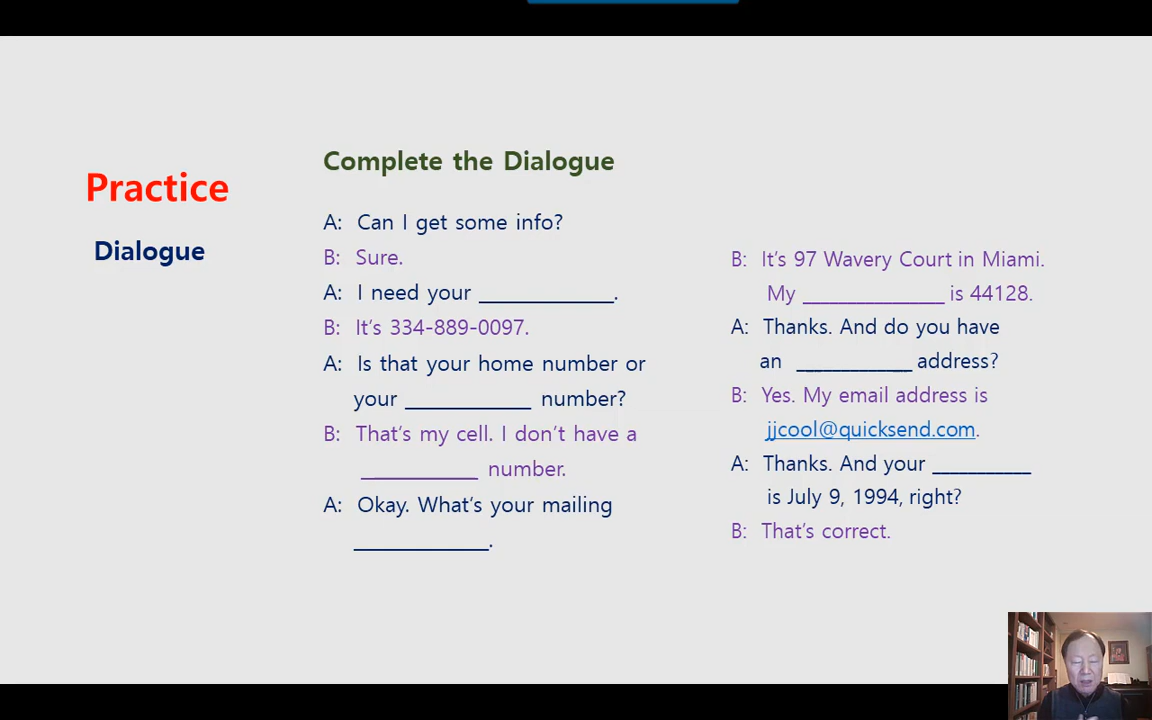 Practice
Dialogue
Complete the Dialogue
A: Can I get some info?
B: Sure.
A: I need your ____________.
B: It's 334-889-0097.
A: Is that your home number or
your ___________ number?
B: That's my cell. I don't have a
__________ number.
A: Okay. What's your mailing
____________.
B: It's 97 Wavery Court in Miami.
My ______________ is 44128.
A: Thanks. And do you have
an ___________ address?
B: Yes. My email address is
jjcool@quicksend.com.
A: Thanks. And your __________
is July 9, 1994, right?
B: That's correct.